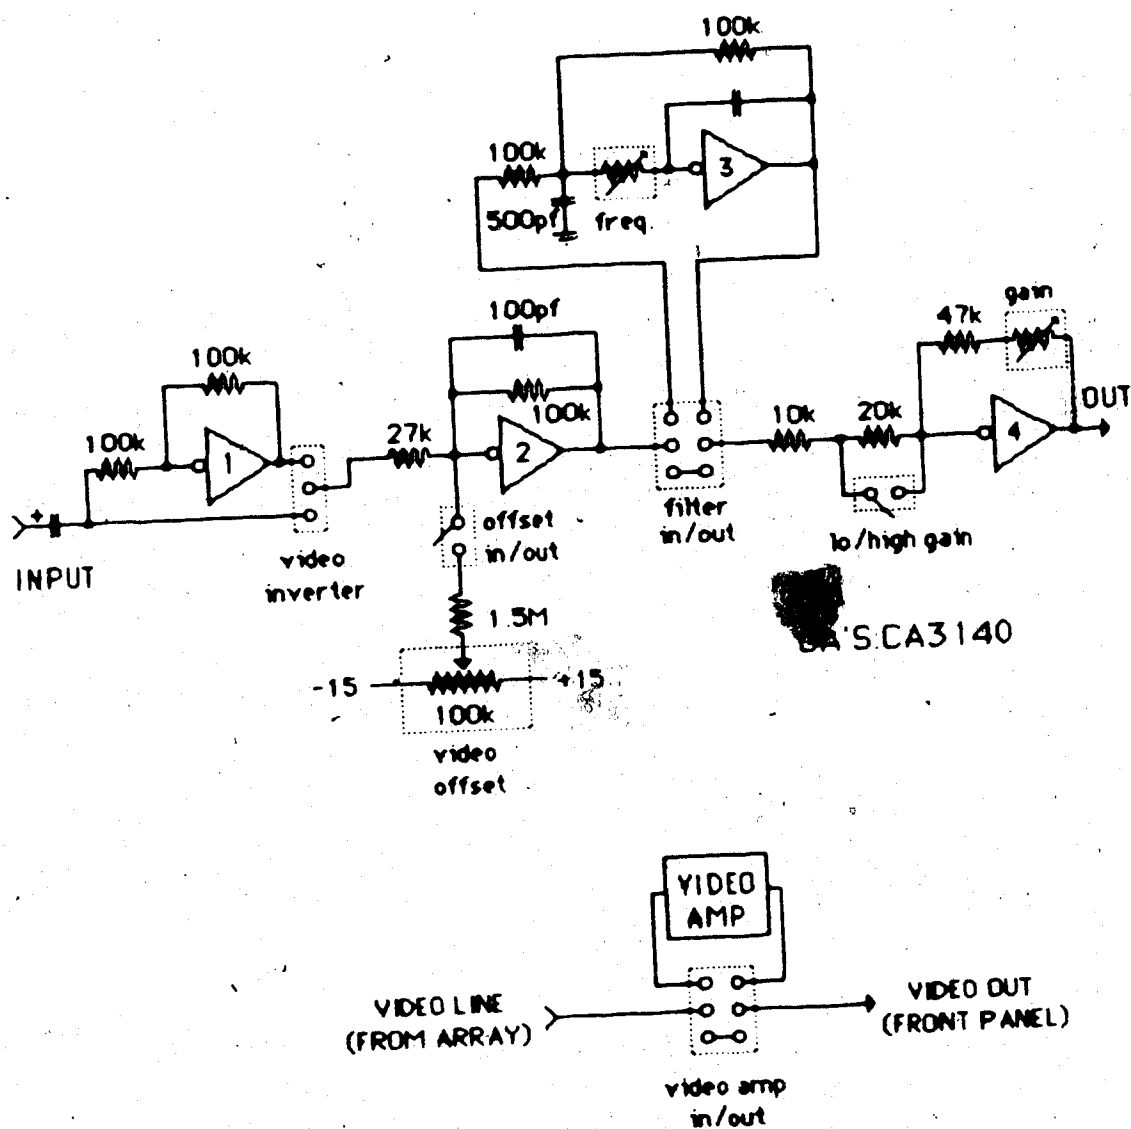 100k
100k
3
500pf
freq.
100pf
100k
100k
1
27k
100k
2
47k
gain
10k
20k
4
OUT
+
INPUT
video
inverter
offset
in/out
filter
in/out
lo/high gain
1.5M
'S:CA3140
-15
+15
100k
video
offset
VIDEO
AMP
VIDEO LINE
(FROM ARRAY)
VIDEO OUT
(FRONT PANEL)
video amp
in/out